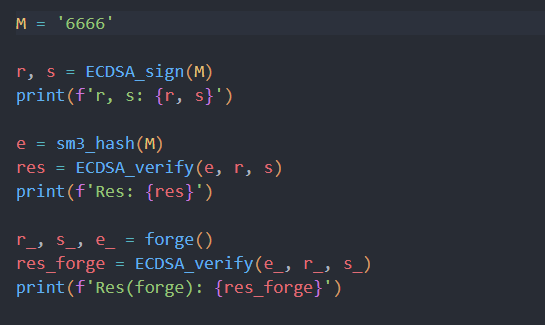 M = '6666'
r, s = ECDSA_sign(M)
print(f'r, s: {r, s}')
e = sm3_hash(M)
res = ECDSA_verify(e, r, s)
print(f'Res: {res}')
r_, s_, e_ = forge()
res_forge = ECDSA_verify(e_, r_, s_)
print(f'Res(forge): {res_forge}')